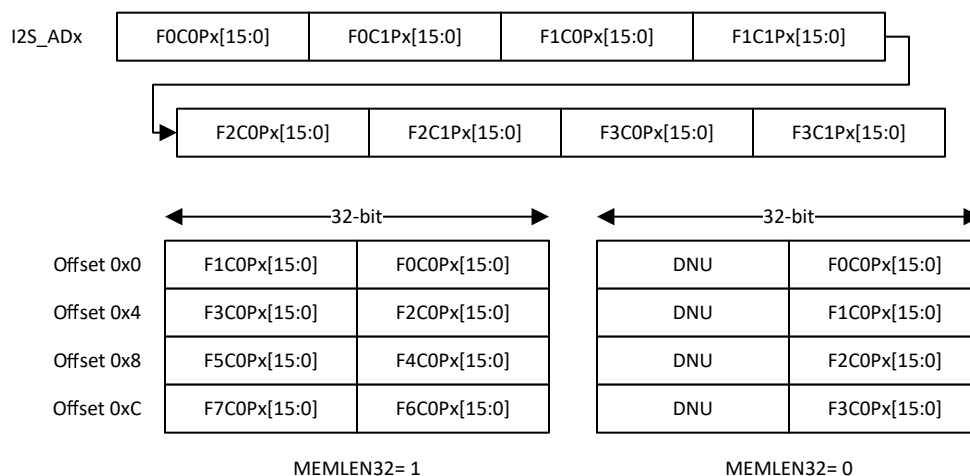 I2S_ADx F0C0Px[15:0] F0C1Px[15:0] F1C0Px[15:0] F1C1Px[15:0]
F2C0Px[15:0] F2C1Px[15:0] F3C0Px[15:0] F3C1Px[15:0]
32-bit 32-bit
Offset 0x0 F1C0Px[15:0] F0C0Px[15:0] DNU F0C0Px[15:0]
Offset 0x4 F3C0Px[15:0] F2C0Px[15:0] DNU F1C0Px[15:0]
Offset 0x8 F5C0Px[15:0] F4C0Px[15:0] DNU F2C0Px[15:0]
Offset 0xC F7C0Px[15:0] F6C0Px[15:0] DNU F3C0Px[15:0]
MEMLEN32= 1 MEMLEN32= 0